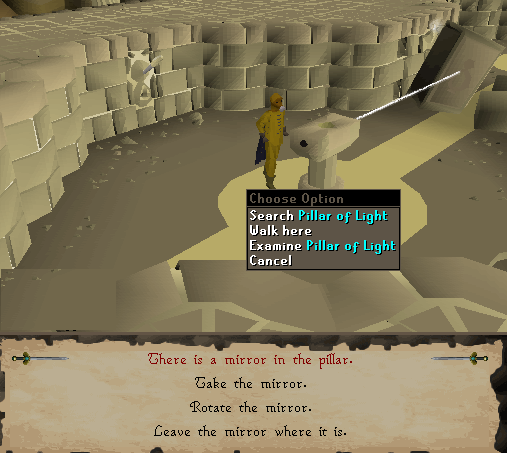 Choose Option
Search Pillar of Light
Walk here
Examine Pillar of Light
Cancel
There is a mirror in the pillar.
Take the mirror.
Rotate the mirror.
Leave the mirror where it is.